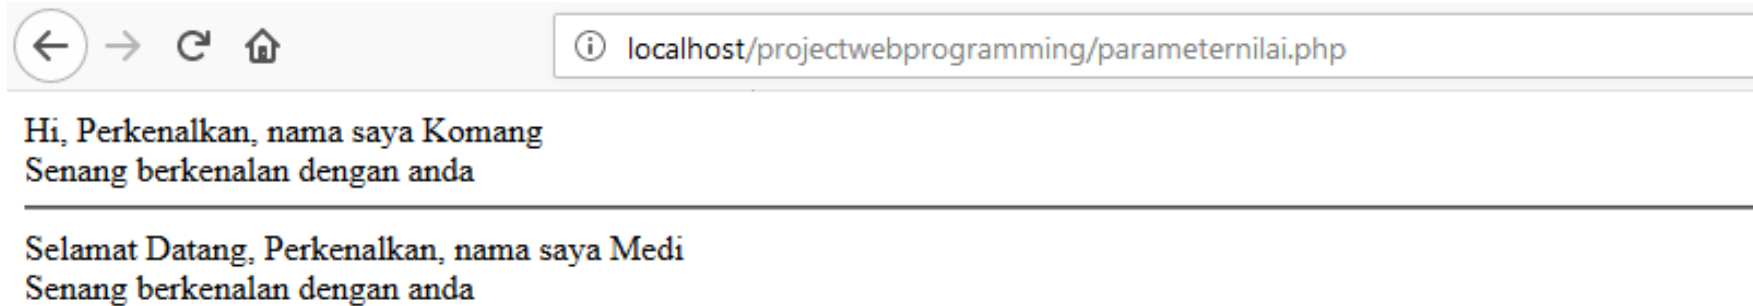 localhost/projectwebprogramming/parameternilai.php
Hi, Perkenalkan, nama saya Komang
Senang berkenalan dengan anda
Selamat Datang, Perkenalkan, nama saya Medi
Senang berkenalan dengan anda